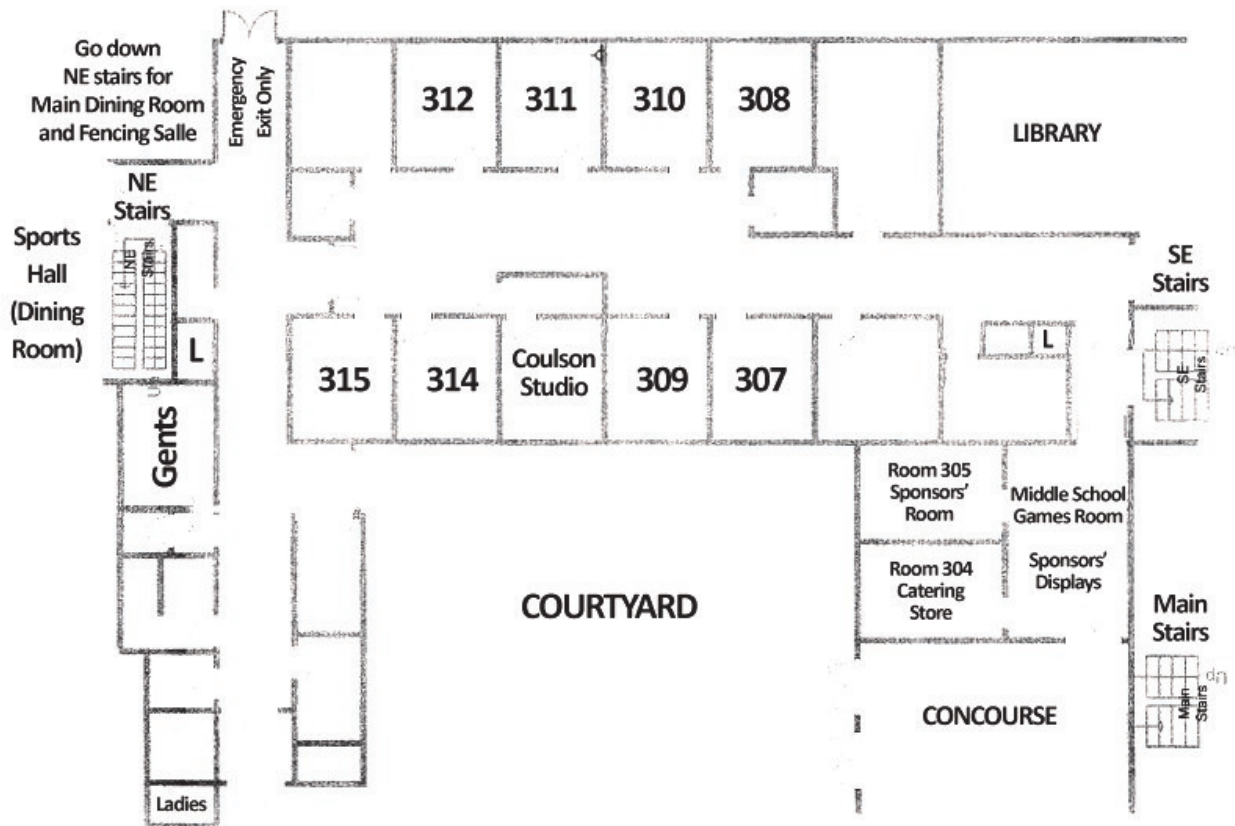 Go down
NE stairs for
Main Dining Room
and Fencing Salle
Emergency
Exit Only
312
311
310
308
LIBRARY
NE
Stairs
Sports
Hall
(Dining
Room)
NE
Stairs
L
SE
Stairs
315
314
Coulson
Studio
309
307
L
SE
Stairs
Gents
Room 305
Sponsors'
Room
Middle School
Games Room
Room 304
Catering
Store
Sponsors'
Displays
COURTYARD
Main
Stairs
Up
Main
Stairs
CONCOURSE
Ladies